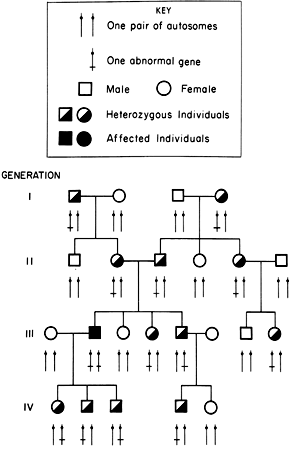 KEY
One pair of autosomes
One abnormal gene
Male Female
Heterozygous Individuals
Affected Individuals
GENERATION
I
II
III
IV